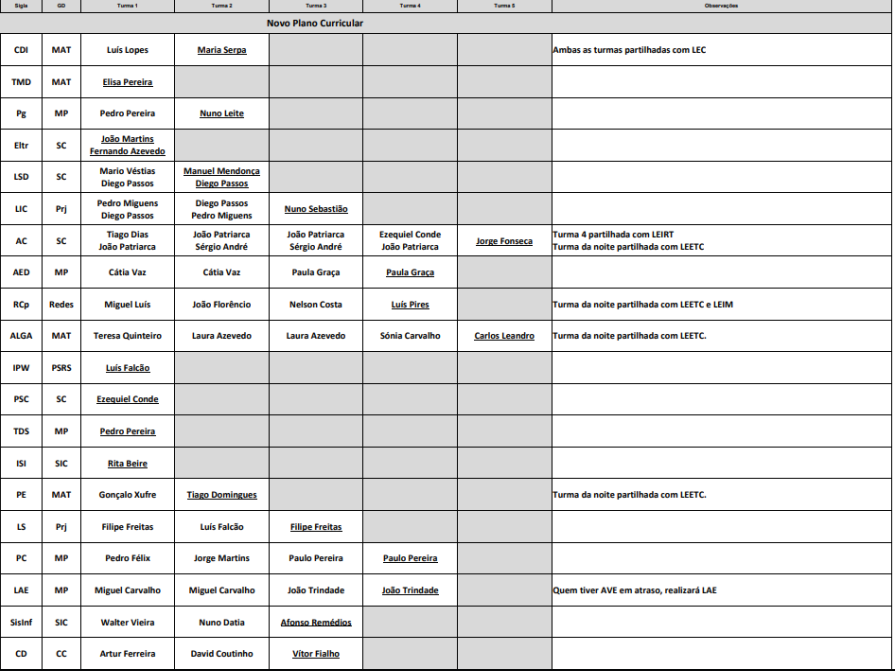 Sigla GD Turma 1 Turma 2 Turma 3 Turma 4 Turma 5 Observações
Novo Plano Curricular
CDI MAT Luís Lopes Maria Serpa Ambas as turmas partilhadas com LEC
TMD MAT Elisa Pereira
Pg MP Pedro Pereira Nuno Leite
Eltr SC João Martins
Fernando Azevedo
LSD SC Mario Véstias Manuel Mendonça
Diego Passos Diego Passos
LIC Prj Pedro Miguens Diego Passos Nuno Sebastião
Diego Passos Pedro Miguens
AC SC Tiago Dias João Patriarca João Patriarca Ezequiel Conde Jorge Fonseca Turma 4 partilhada com LEIRT
João Patriarca Sérgio André Sérgio André João Patriarca Turma da noite partilhada com LEETC
AED MP Cátia Vaz Cátia Vaz Paula Graça Paula Graça
RCp Redes Miguel Luís João Florêncio Nelson Costa Luís Pires Turma da noite partilhada com LEETC e LEIM
ALGA MAT Teresa Quinteiro Laura Azevedo Laura Azevedo Sónia Carvalho Carlos Leandro Turma da noite partilhada com LEETC.
IPW PSRS Luís Falcão
PSC SC Ezequiel Conde
TDS MP Pedro Pereira
ISI SIC Rita Beire
PE MAT Gonçalo Xufre Tiago Domingues Turma da noite partilhada com LEETC.
LS Prj Filipe Freitas Luís Falcão Filipe Freitas
PC MP Pedro Félix Jorge Martins Paulo Pereira Paulo Pereira
LAE MP Miguel Carvalho Miguel Carvalho João Trindade João Trindade Quem tiver AVE em atraso, realizará LAE
SisInf SIC Walter Vieira Nuno Datia Afonso Remédios
CD CC Artur Ferreira David Coutinho Vítor Fialho